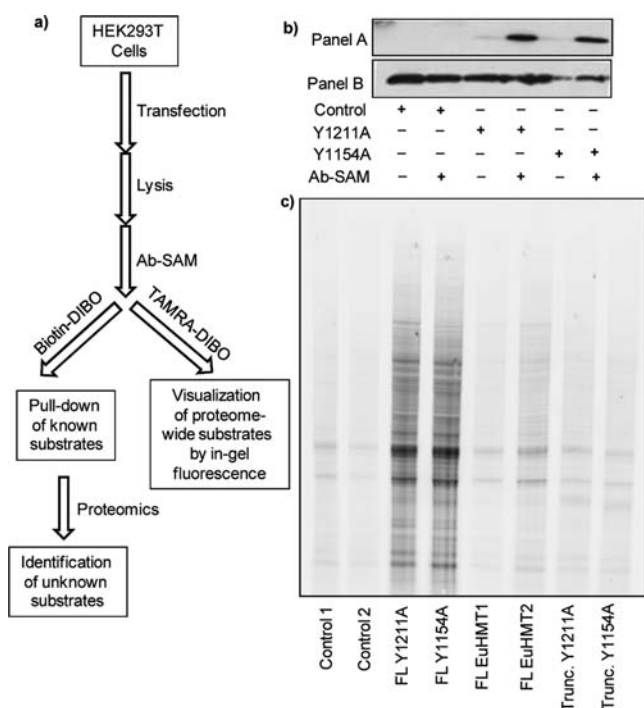 a)
HEK293T
Cells
Transfection
Lysis
Ab-SAM
Biotin-DIBO
TAMRA-DIBO
Pull-down
of known
substrates
Visualization
of proteome-
wide substrates
by in-gel
fluorescence
Proteomics
Identification
of unknown
substrates
b)
Panel A
Panel B
Control + + – – – –
Y1211A – – + + – –
Y1154A – – – – + +
Ab-SAM – + – + – +
c)
Control 1
Control 2
FL Y1211A
FL Y1154A
FL EuHMT1
FL EuHMT2
Trunc. Y1211A
Trunc. Y1154A